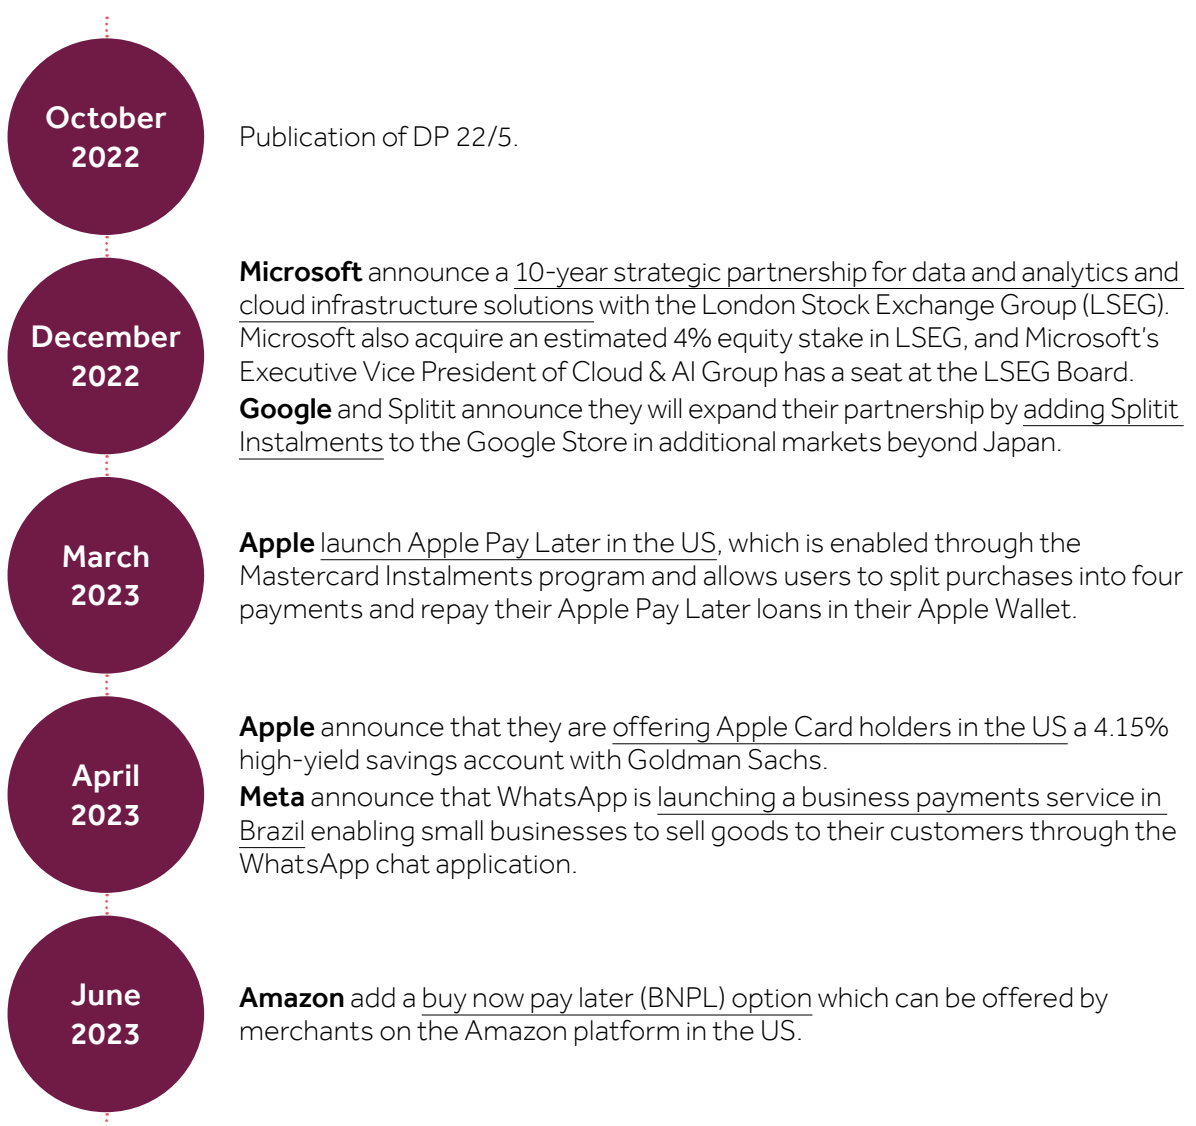 October
2022
Publication of DP 22/5.
December
2022
Microsoft announce a 10-year strategic partnership for data and analytics and
cloud infrastructure solutions with the London Stock Exchange Group (LSEG).
Microsoft also acquire an estimated 4% equity stake in LSEG, and Microsoft's
Executive Vice President of Cloud & AI Group has a seat at the LSEG Board.
Google and Splitit announce they will expand their partnership by adding Splitit
Instalments to the Google Store in additional markets beyond Japan.
March
2023
Apple launch Apple Pay Later in the US, which is enabled through the
Mastercard Instalments program and allows users to split purchases into four
payments and repay their Apple Pay Later loans in their Apple Wallet.
April
2023
Apple announce that they are offering Apple Card holders in the US a 4.15%
high-yield savings account with Goldman Sachs.
Meta announce that WhatsApp is launching a business payments service in
Brazil enabling small businesses to sell goods to their customers through the
WhatsApp chat application.
June
2023
Amazon add a buy now pay later (BNPL) option which can be offered by
merchants on the Amazon platform in the US.